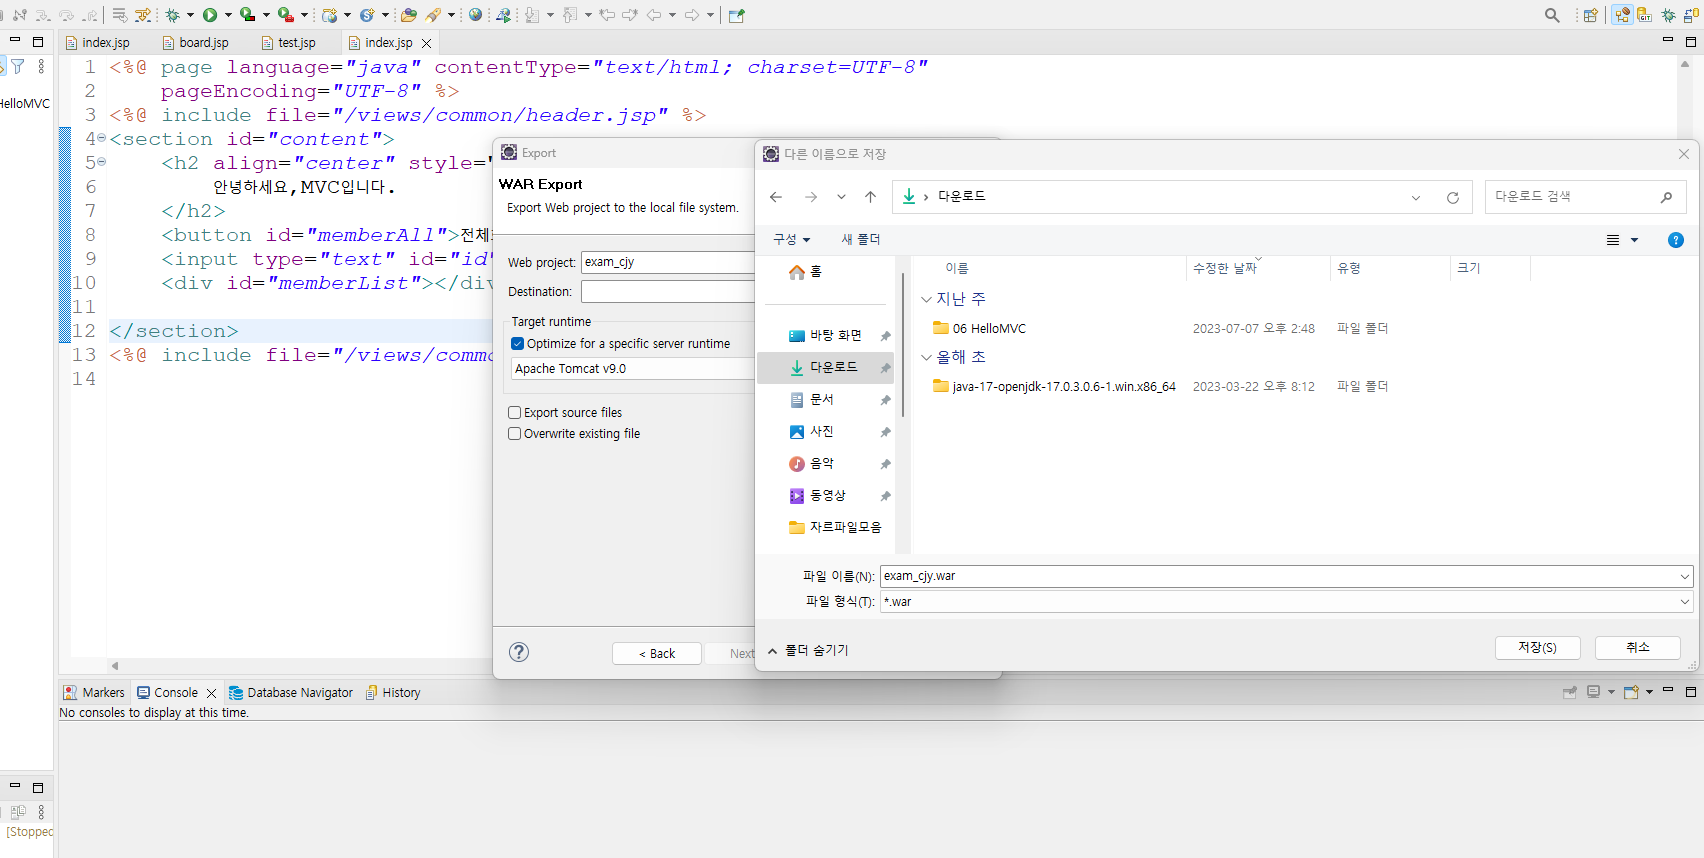 index.jsp
board.jsp
test.jsp
index.jsp
HelloMVC
1 <%@ page language="java" contentType="text/html; charset=UTF-8"
2 pageEncoding="UTF-8" %>
3 <%@ include file="/views/common/header.jsp" %>
4 <section id="content">
5 <h2 align="center" style="
6 안녕하세요,MVC입니다.
7 </h2>
8 <button id="memberAll">전체
9 <input type="text" id="id"
10 <div id="memberList"></div
11
12 </section>
13 <%@ include file="/views/commo
14
Export
WAR Export
Export Web project to the local file system.
Web project: exam_cjy
Destination:
Target runtime
Optimize for a specific server runtime
Apache Tomcat v9.0
Export source files
Overwrite existing file
< Back
Next
다른 이름으로 저장
다운로드
다운로드 검색
구성
새 폴더
홈
바탕 화면
다운로드
문서
사진
음악
동영상
자르파일모음
이름 수정한 날짜 유형 크기
지난 주
06 HelloMVC 2023-07-07 오후 2:48 파일 폴더
올해 초
java-17-openjdk-17.0.3.0.6-1.win.x86_64 2023-03-22 오후 8:12 파일 폴더
파일 이름(N): exam_cjy.war
파일 형식(T): *.war
폴더 숨기기
저장(S)
취소
Markers
Console
Database Navigator
History
No consoles to display at this time.
[Stopped